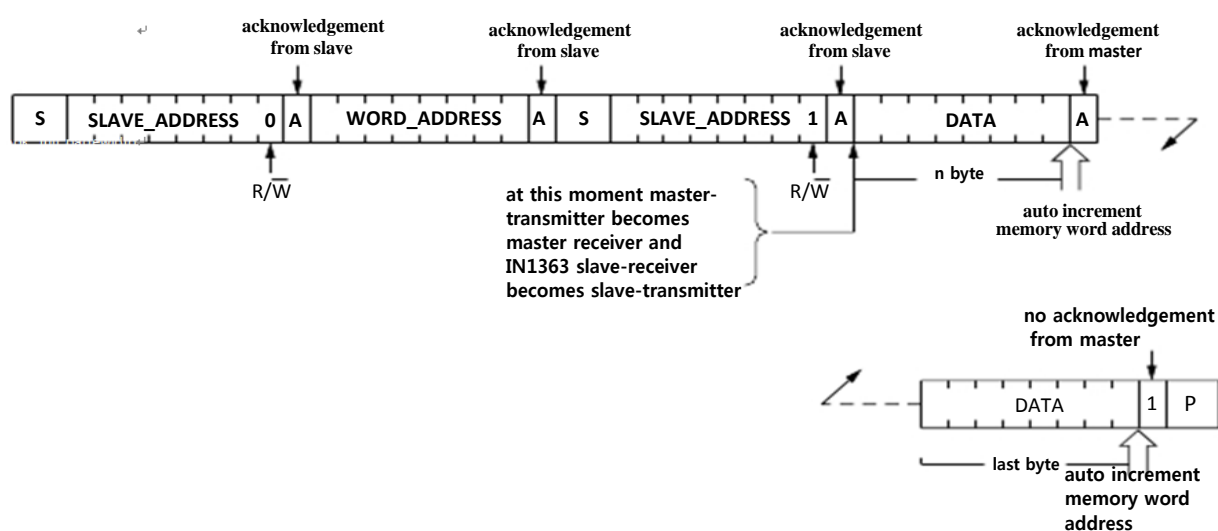 acknowledgement
from slave
acknowledgement
from slave
acknowledgement
from slave
acknowledgement
from master
S SLAVE_ADDRESS 0 A WORD_ADDRESS A S SLAVE_ADDRESS 1 A DATA A
R/W̅
R/W̅
n byte
at this moment master-
transmitter becomes
master receiver and
IN1363 slave-receiver
becomes slave-transmitter
auto increment
memory word address
no acknowledgement
from master
DATA 1 P
last byte
auto increment
memory word
address